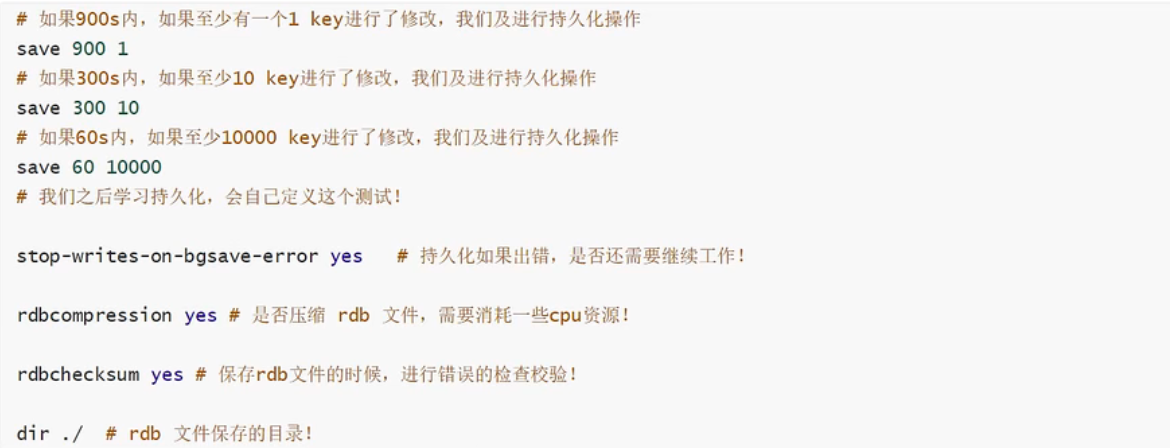 # 如果900s内，如果至少有一个1 key进行了修改，我们及进行持久化操作
save 900 1
# 如果300s内，如果至少10 key进行了修改，我们及进行持久化操作
save 300 10
# 如果60s内，如果至少10000 key进行了修改，我们及进行持久化操作
save 60 10000
# 我们之后学习持久化，会自己定义这个测试！
stop-writes-on-bgsave-error yes   # 持久化如果出错，是否还需要继续工作！
rdbcompression yes # 是否压缩 rdb 文件，需要消耗一些cpu资源！
rdbchecksum yes # 保存rdb文件的时候，进行错误的检查校验！
dir ./  # rdb 文件保存的目录！